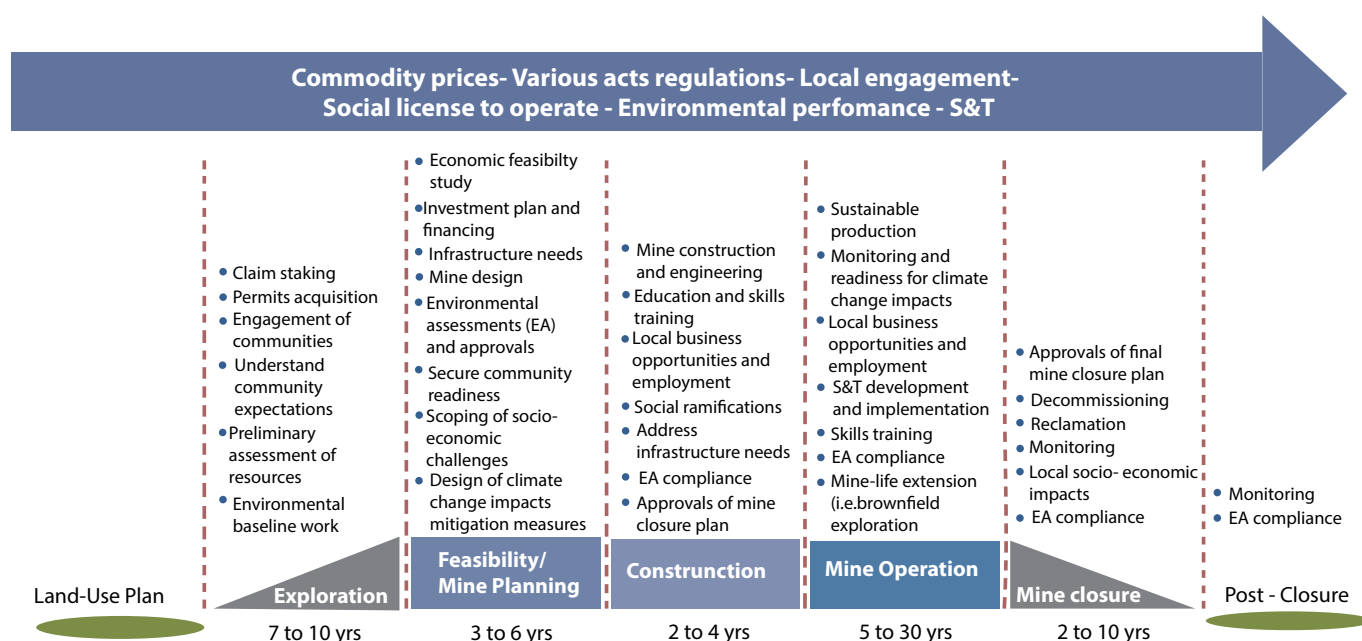 Commodity prices- Various acts regulations- Local engagement-
Social license to operate - Environmental perfomance - S&T
• Claim staking
• Permits acquisition
• Engagement of
communities
• Understand
community
expectations
• Preliminary
assessment of
resources
• Environmental
baseline work
• Economic feasibilty
study
• Investment plan and
financing
• Infrastructure needs
• Mine design
• Environmental
assessments (EA)
and approvals
• Secure community
readiness
• Scoping of socio-
economic
challenges
• Design of climate
change impacts
mitigation measures
• Mine construction
and engineering
• Education and skills
training
• Local business
opportunities and
employment
• Social ramifications
• Address
infrastructure needs
• EA compliance
• Approvals of mine
closure plan
• Sustainable
production
• Monitoring and
readiness for climate
change impacts
• Local business
opportunities and
employment
• S&T development
and implementation
• Skills training
• EA compliance
• Mine-life extension
(i.e.brownfield
exploration
• Approvals of final
mine closure plan
• Decommissioning
• Reclamation
• Monitoring
• Local socio- economic
impacts
• EA compliance
• Monitoring
• EA compliance
Land-Use Plan
Exploration
Feasibility/
Mine Planning
Construnction
Mine Operation
Mine closure
Post - Closure
7 to 10 yrs
3 to 6 yrs
2 to 4 yrs
5 to 30 yrs
2 to 10 yrs